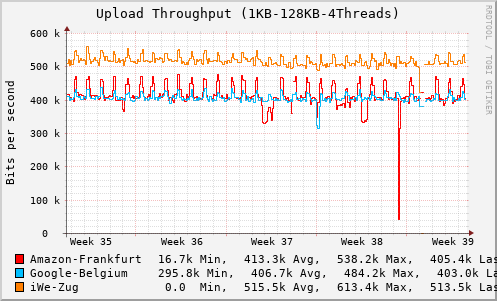 Upload Throughput (1KB-128KB-4Threads)
RRDTOOL / TOBI OETIKER
Bits per second
600 k
500 k
400 k
300 k
200 k
100 k
0
Week 35 Week 36 Week 37 Week 38 Week 39
Amazon-Frankfurt 16.7k Min, 413.3k Avg, 538.2k Max, 405.4k Las
Google-Belgium 295.8k Min, 406.7k Avg, 484.2k Max, 403.0k Las
iWe-Zug 0.0 Min, 515.5k Avg, 613.4k Max, 513.5k Las